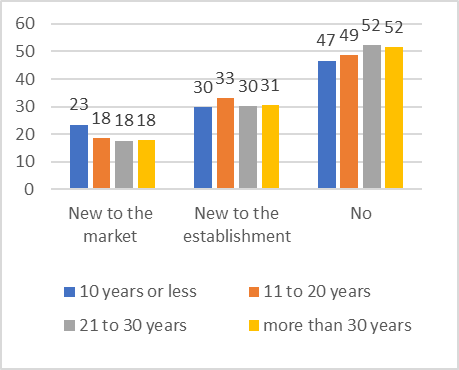 60
50
40
30
20
10
0
23
18
18
18
30
33
30
31
47
49
52
52
New to the
market
New to the
establishment
No
10 years or less
11 to 20 years
21 to 30 years
more than 30 years